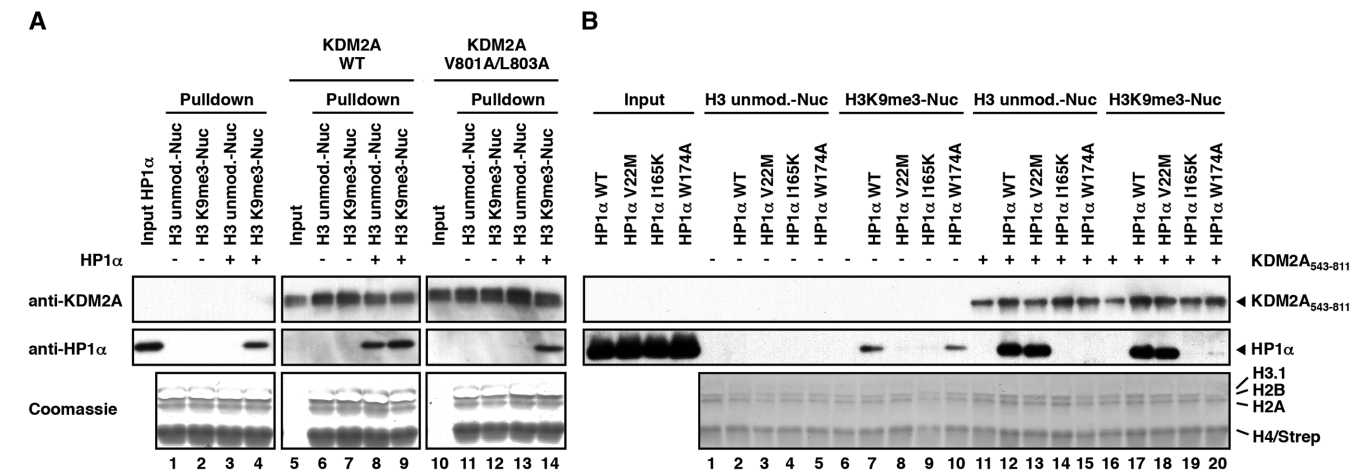 A
KDM2A
WT
KDM2A
V801A/L803A
Pulldown
Pulldown
Pulldown
Input HP1α
H3 unmod.-Nuc
H3 K9me3-Nuc
H3 unmod.-Nuc
H3 K9me3-Nuc
Input
H3 unmod.-Nuc
H3 K9me3-Nuc
H3 unmod.-Nuc
H3 K9me3-Nuc
Input
H3 unmod.-Nuc
H3 K9me3-Nuc
H3 unmod.-Nuc
H3 K9me3-Nuc
HP1α - - + + - - + + - - + +
anti-KDM2A
anti-HP1α
Coomassie
1 2 3 4 5 6 7 8 9 10 11 12 13 14
B
Input H3 unmod.-Nuc H3K9me3-Nuc H3 unmod.-Nuc H3K9me3-Nuc
HP1α WT
HP1α V22M
HP1α I165K
HP1α W174A
HP1α WT
HP1α V22M
HP1α I165K
HP1α W174A
HP1α WT
HP1α V22M
HP1α I165K
HP1α W174A
HP1α WT
HP1α V22M
HP1α I165K
HP1α W174A
HP1α WT
HP1α V22M
HP1α I165K
HP1α W174A
- - - - - - - - - - + + + + + + + + + + KDM2A543-811
KDM2A543-811
HP1α
H3.1
H2B
H2A
H4/Strep
1 2 3 4 5 6 7 8 9 10 11 12 13 14 15 16 17 18 19 20